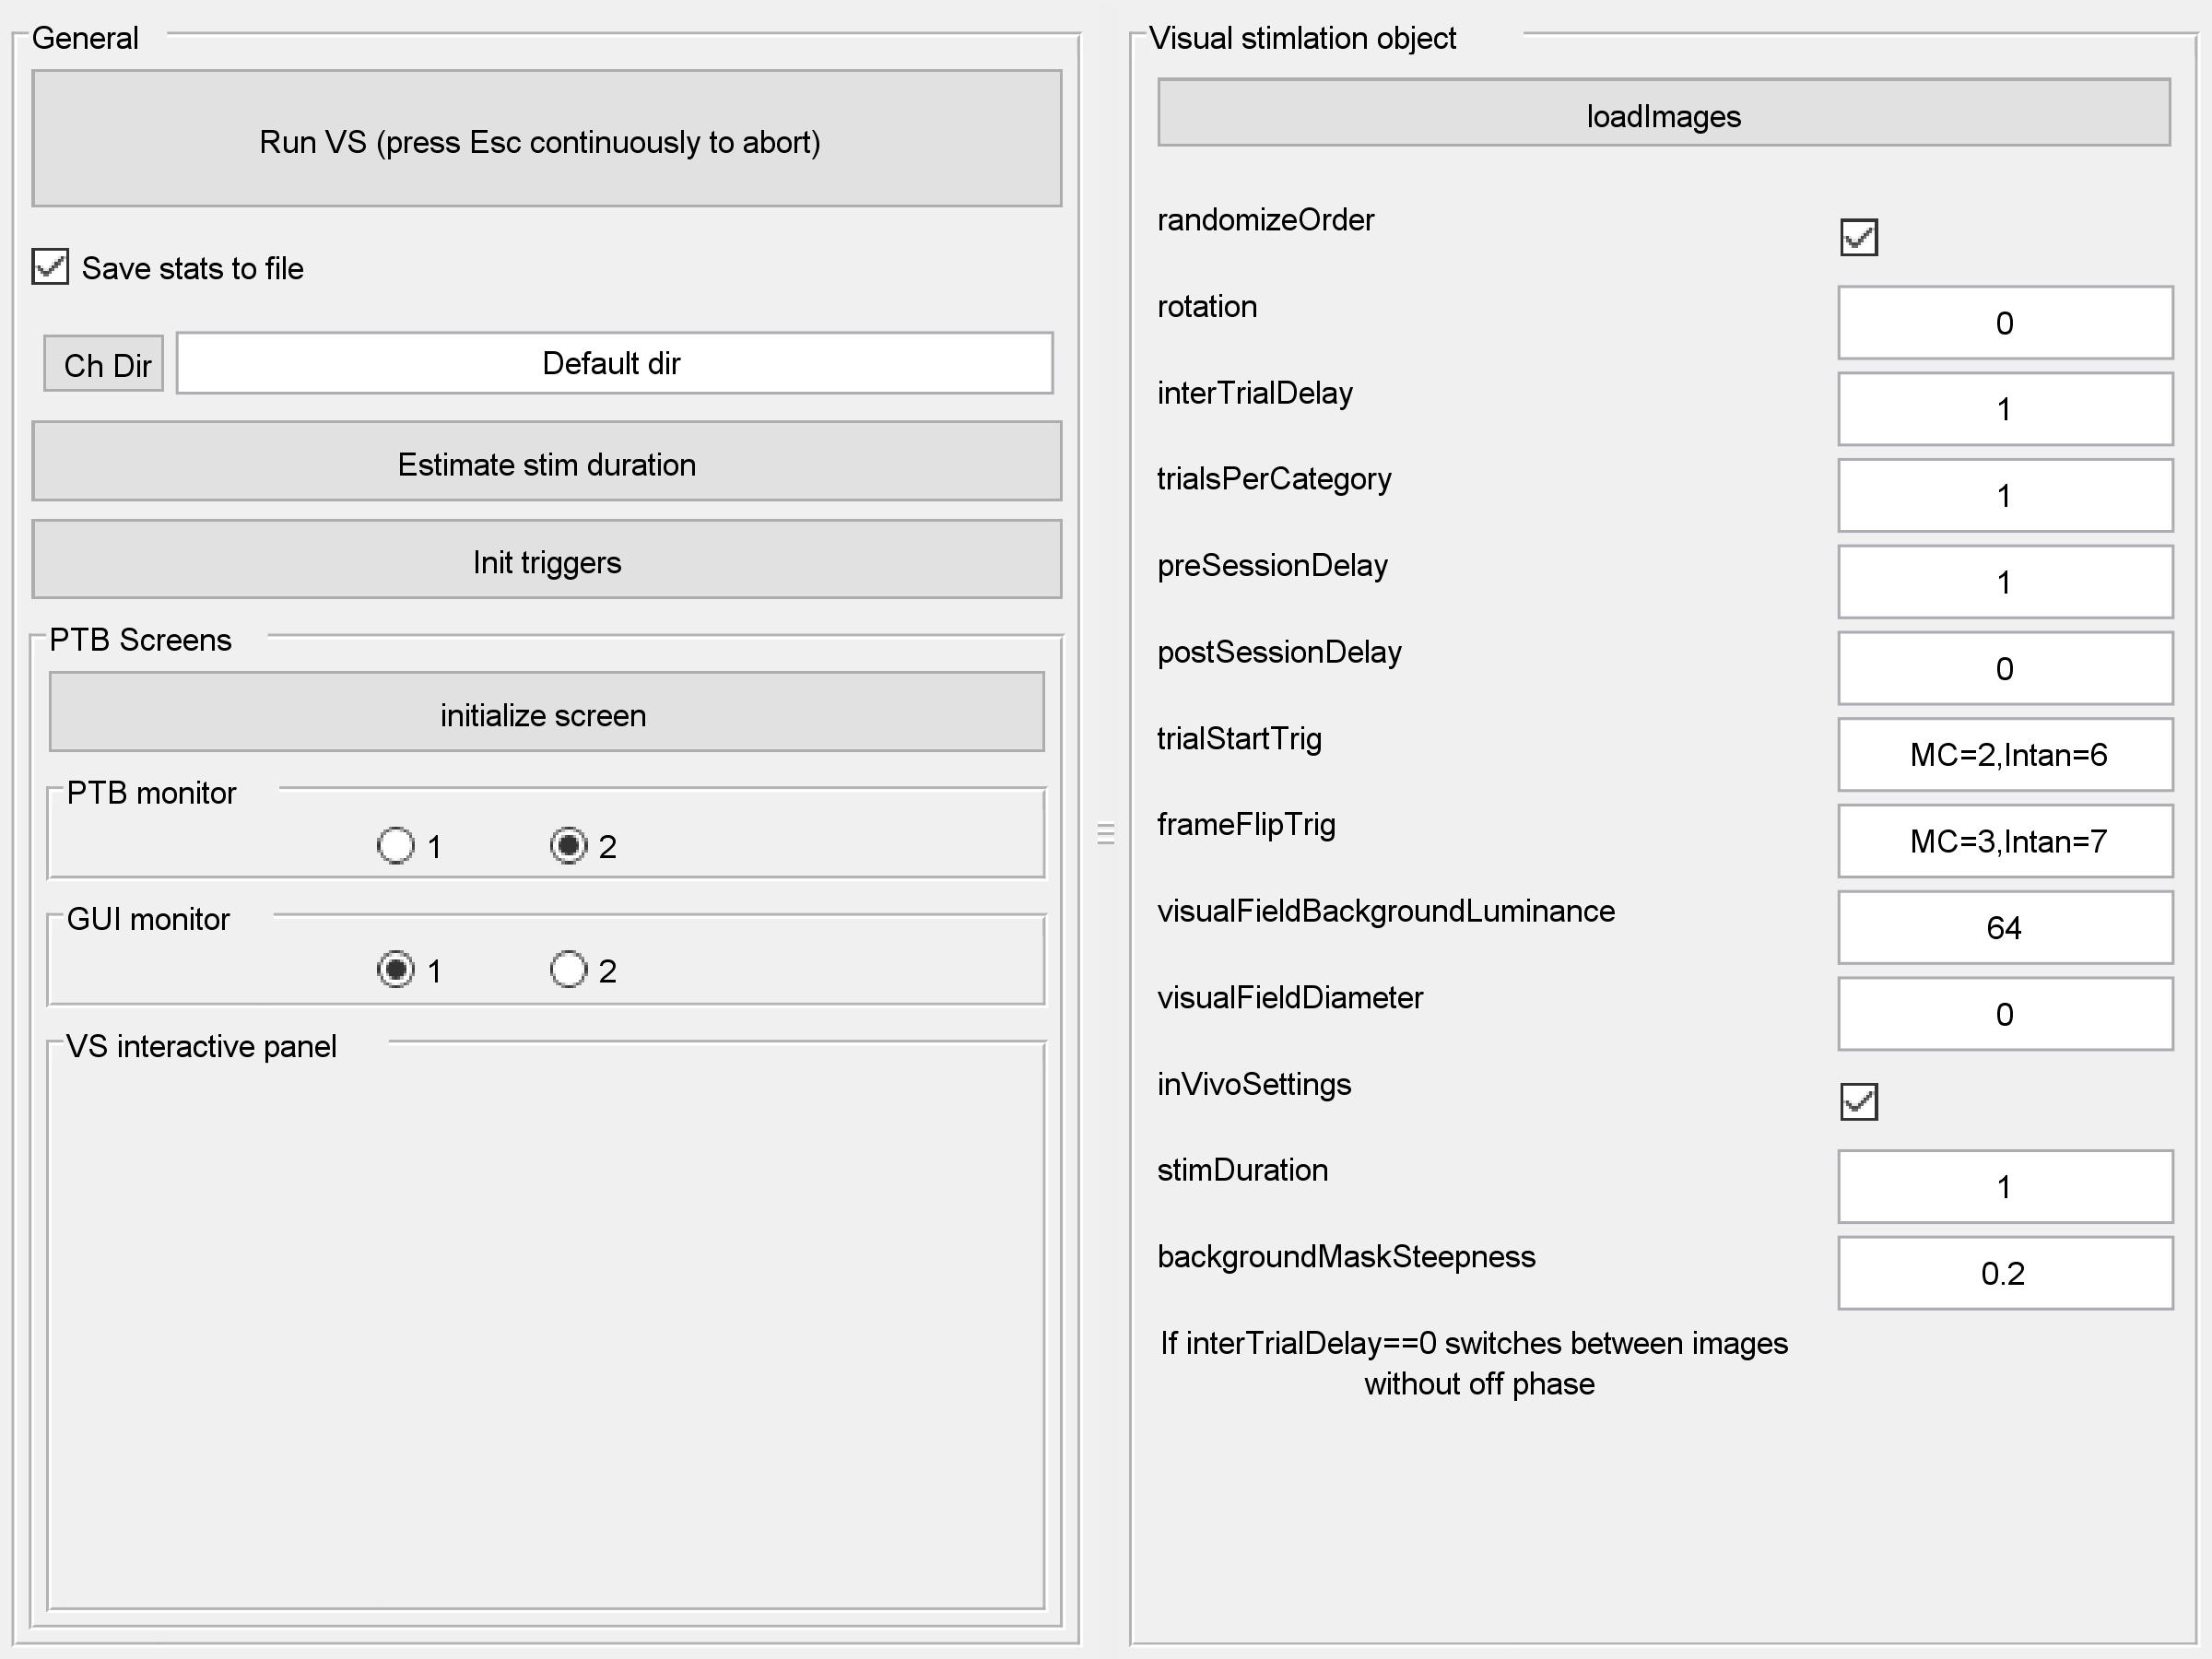 General
Run VS (press Esc continuously to abort)
Save stats to file
Ch Dir
Default dir
Estimate stim duration
Init triggers
PTB Screens
initialize screen
PTB monitor
1 2
GUI monitor
1 2
VS interactive panel
Visual stimlation object
loadImages
randomizeOrder
rotation 0
interTrialDelay 1
trialsPerCategory 1
preSessionDelay 1
postSessionDelay 0
trialStartTrig MC=2,Intan=6
frameFlipTrig MC=3,Intan=7
visualFieldBackgroundLuminance 64
visualFieldDiameter 0
inVivoSettings
stimDuration 1
backgroundMaskSteepness 0.2
If interTrialDelay==0 switches between images
without off phase